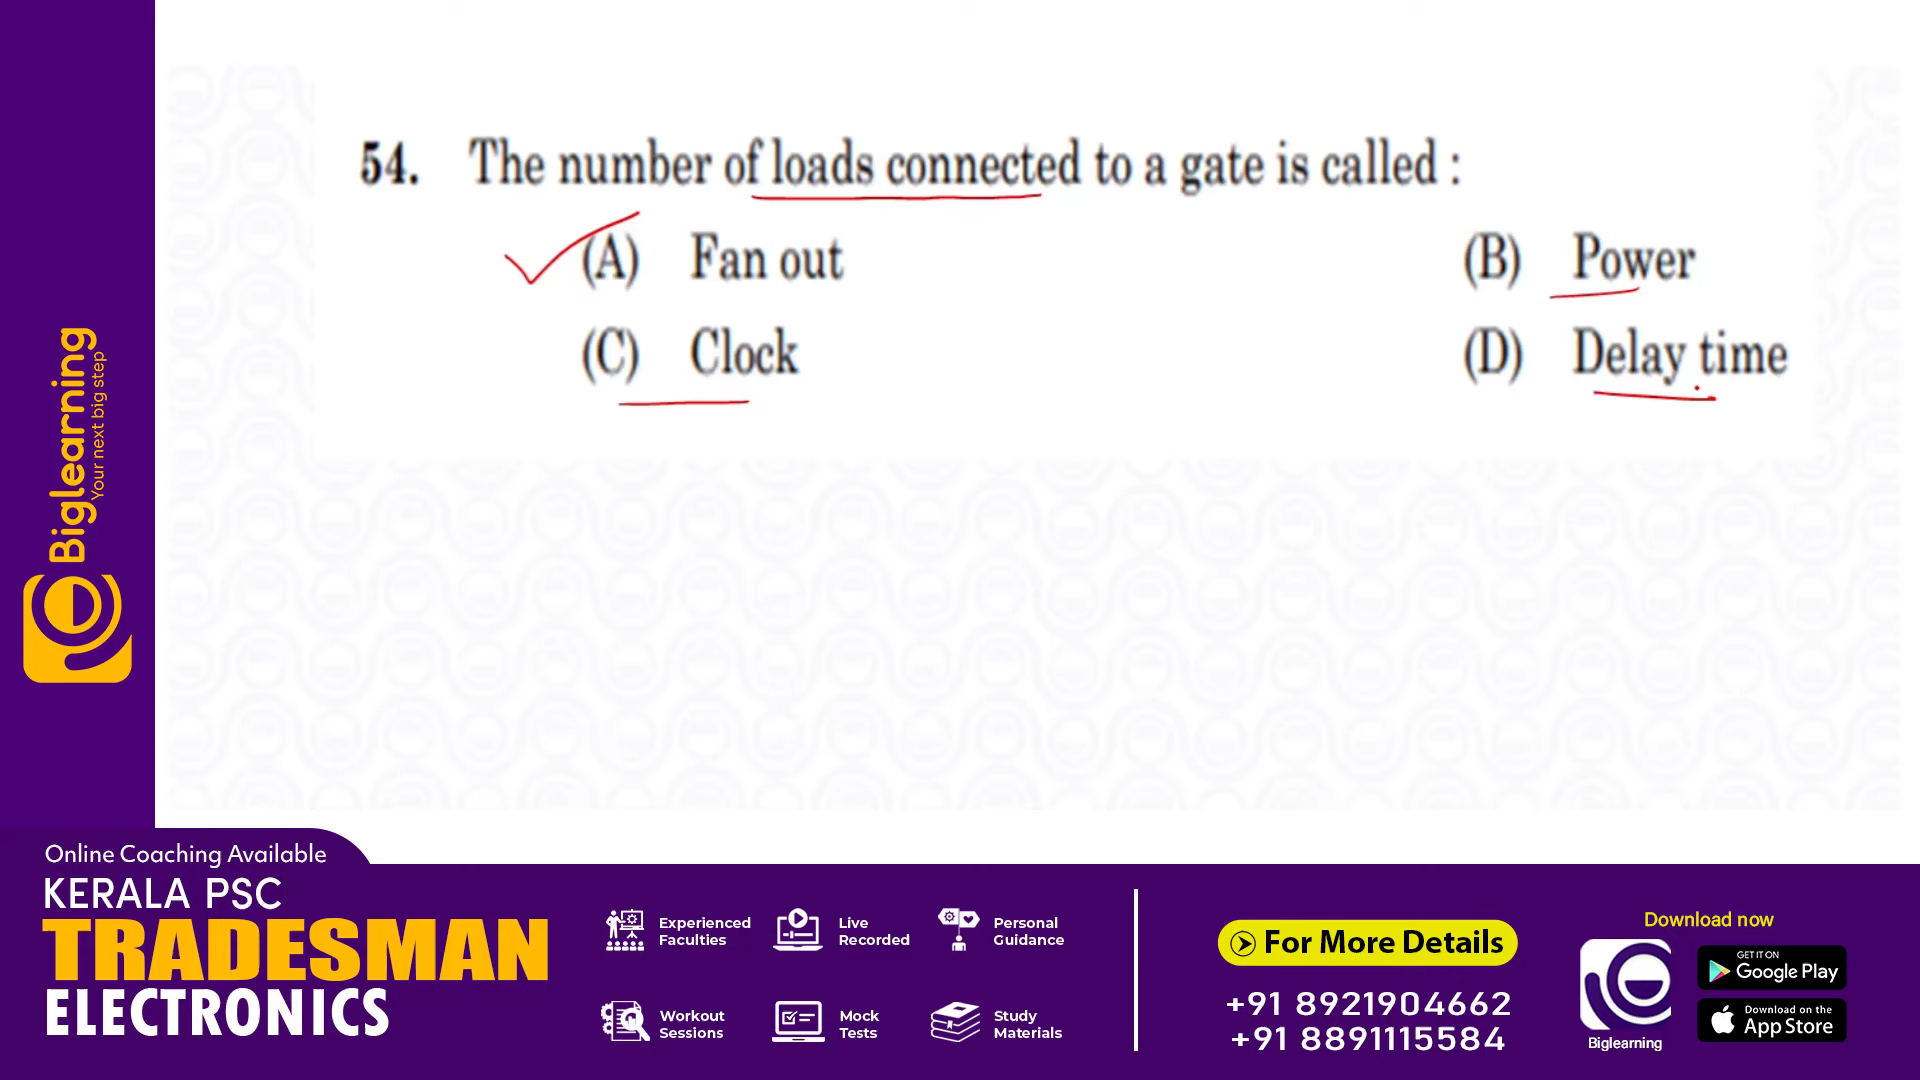 54. The number of loads connected to a gate is called :
(A) Fan out
(B) Power
(C) Clock
(D) Delay time
Biglearning
Your next big step
Online Coaching Available
KERALA PSC
TRADESMAN
ELECTRONICS
Experienced
Faculties
Live
Recorded
Personal
Guidance
Workout
Sessions
Mock
Tests
Study
Materials
For More Details
+91 8921904662
+91 8891115584
Download now
Biglearning
GET IT ON
Google Play
Download on the
App Store